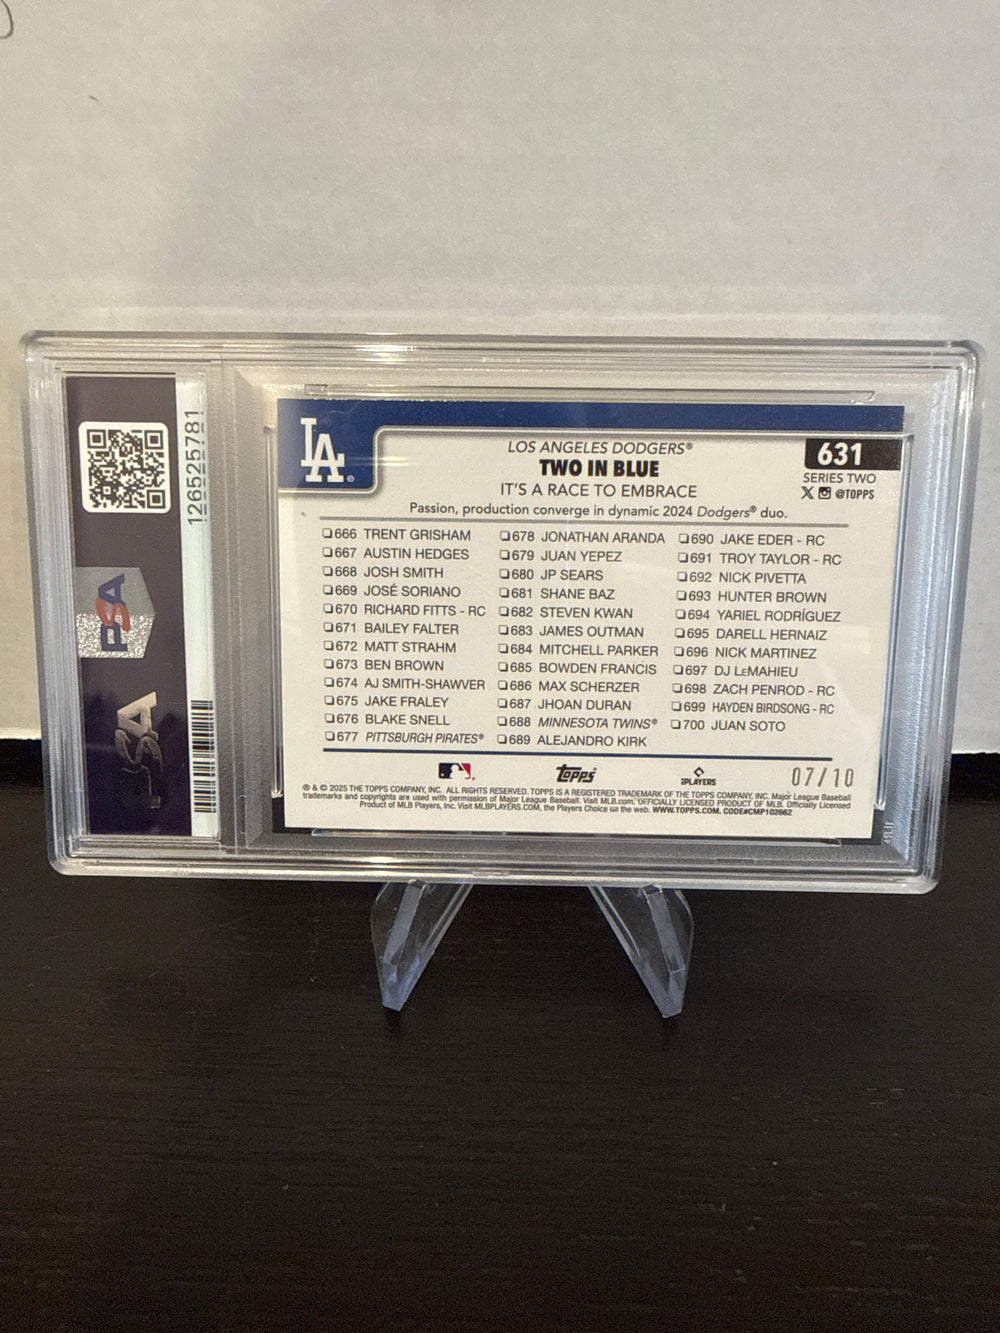 126525781
PSA
PSA
LA
LOS ANGELES DODGERS®
TWO IN BLUE
IT'S A RACE TO EMBRACE
Passion, production converge in dynamic 2024 Dodgers® duo.
631
SERIES TWO
X @TOPPS
❏666 TRENT GRISHAM
❏667 AUSTIN HEDGES
❏668 JOSH SMITH
❏669 JOSÉ SORIANO
❏670 RICHARD FITTS - RC
❏671 BAILEY FALTER
❏672 MATT STRAHM
❏673 BEN BROWN
❏674 AJ SMITH-SHAWVER
❏675 JAKE FRALEY
❏676 BLAKE SNELL
❏677 PITTSBURGH PIRATES®
❏678 JONATHAN ARANDA
❏679 JUAN YEPEZ
❏680 JP SEARS
❏681 SHANE BAZ
❏682 STEVEN KWAN
❏683 JAMES OUTMAN
❏684 MITCHELL PARKER
❏685 BOWDEN FRANCIS
❏686 MAX SCHERZER
❏687 JHOAN DURAN
❏688 MINNESOTA TWINS®
❏689 ALEJANDRO KIRK
❏690 JAKE EDER - RC
❏691 TROY TAYLOR - RC
❏692 NICK PIVETTA
❏693 HUNTER BROWN
❏694 YARIEL RODRÍGUEZ
❏695 DARELL HERNAIZ
❏696 NICK MARTINEZ
❏697 DJ LeMAHIEU
❏698 ZACH PENROD - RC
❏699 HAYDEN BIRDSONG - RC
❏700 JUAN SOTO
Topps
PLAYERS
07/10
® & © 2025 THE TOPPS COMPANY, INC. ALL RIGHTS RESERVED. TOPPS IS A REGISTERED TRADEMARK OF THE TOPPS COMPANY, INC. Major League Baseball
trademarks and copyrights are used with permission of Major League Baseball. Visit MLB.com. OFFICIALLY LICENSED PRODUCT OF MLB. Officially Licensed
Product of MLB Players, Inc. Visit MLBPLAYERS.COM, the Players Choice on the web. WWW.TOPPS.COM. CODE#CMP102662